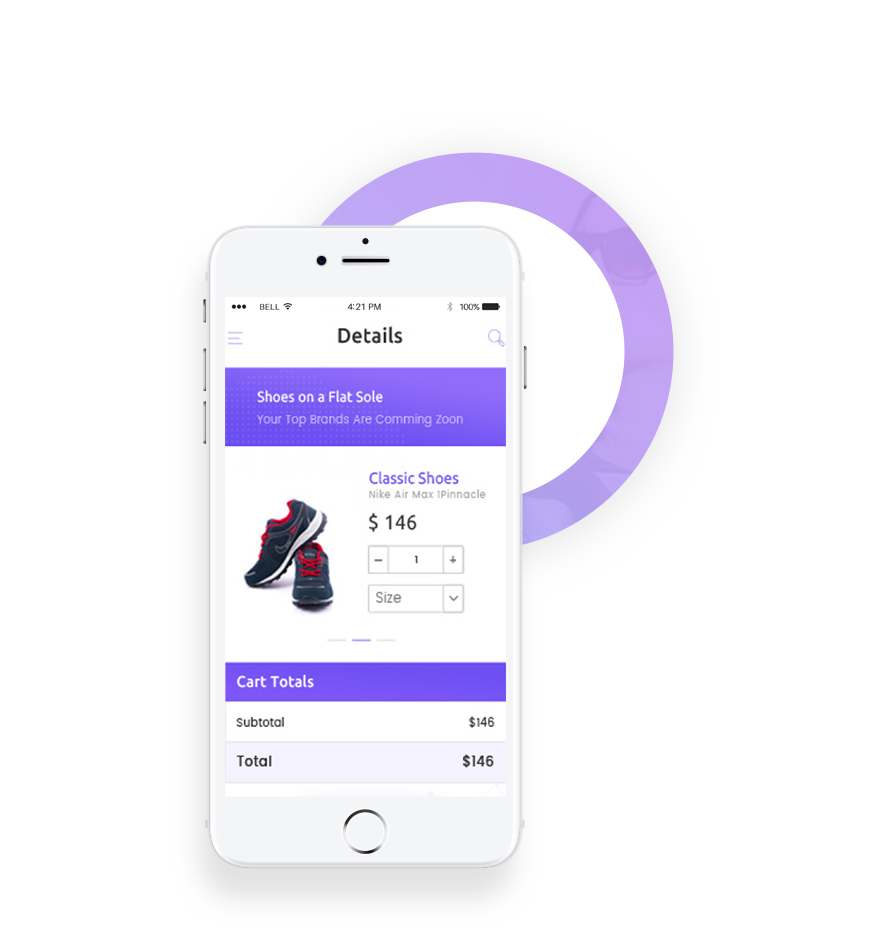 BELL 4:21 PM 100%
Details
Shoes on a Flat Sole
Your Top Brands Are Comming Zoon
Classic Shoes
Nike Air Max 1Pinnacle
$ 146
− 1 +
Size
Cart Totals
Subtotal $146
Total $146